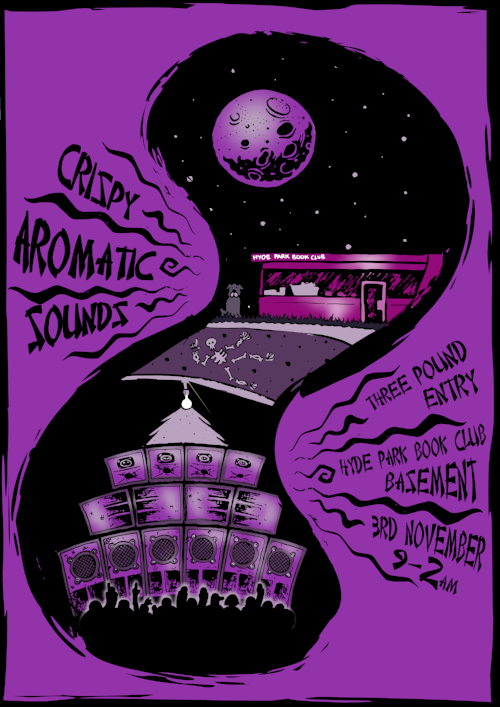 CRISPY
AROMATIC
SOUNDS
HYDE PARK BOOK CLUB
THREE POUND
ENTRY
HYDE PARK BOOK CLUB
BASEMENT
3RD NOVEMBER
9-2AM